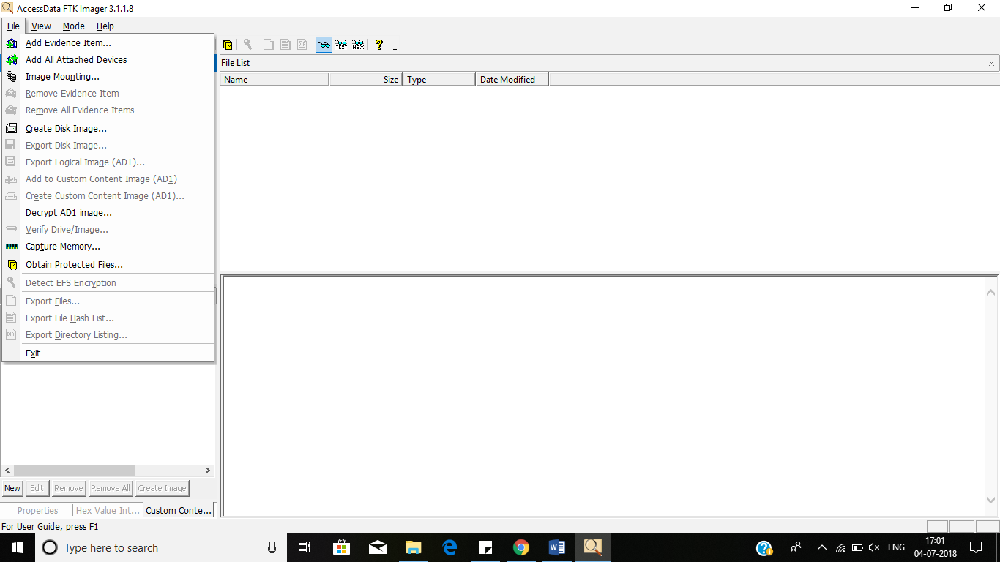 AccessData FTK Imager 3.1.1.8
File View Mode Help
Add Evidence Item...
Add All Attached Devices
Image Mounting...
Remove Evidence Item
Remove All Evidence Items
Create Disk Image...
Export Disk Image...
Export Logical Image (AD1)...
Add to Custom Content Image (AD1)
Create Custom Content Image (AD1)...
Decrypt AD1 image...
Verify Drive/Image...
Capture Memory...
Obtain Protected Files...
Detect EFS Encryption
Export Files...
Export File Hash List...
Export Directory Listing...
Exit
DIR TEXT HEX
File List
Name Size Type Date Modified
New Edit Remove Remove All Create Image
Properties Hex Value Int... Custom Conte...
For User Guide, press F1
Type here to search
ENG
17:01
04-07-2018